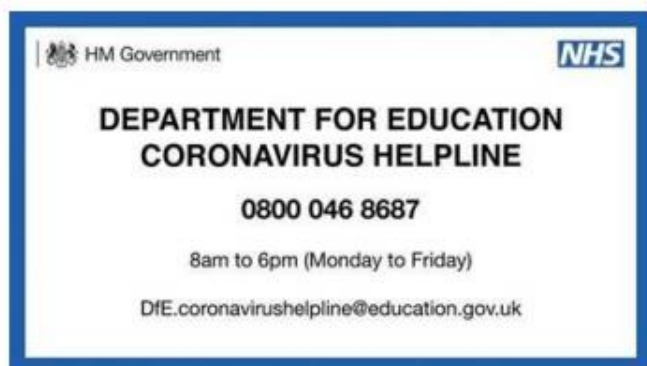 HM Government
NHS
DEPARTMENT FOR EDUCATION
CORONAVIRUS HELPLINE
0800 046 8687
8am to 6pm (Monday to Friday)
DfE.coronavirushelpline@education.gov.uk